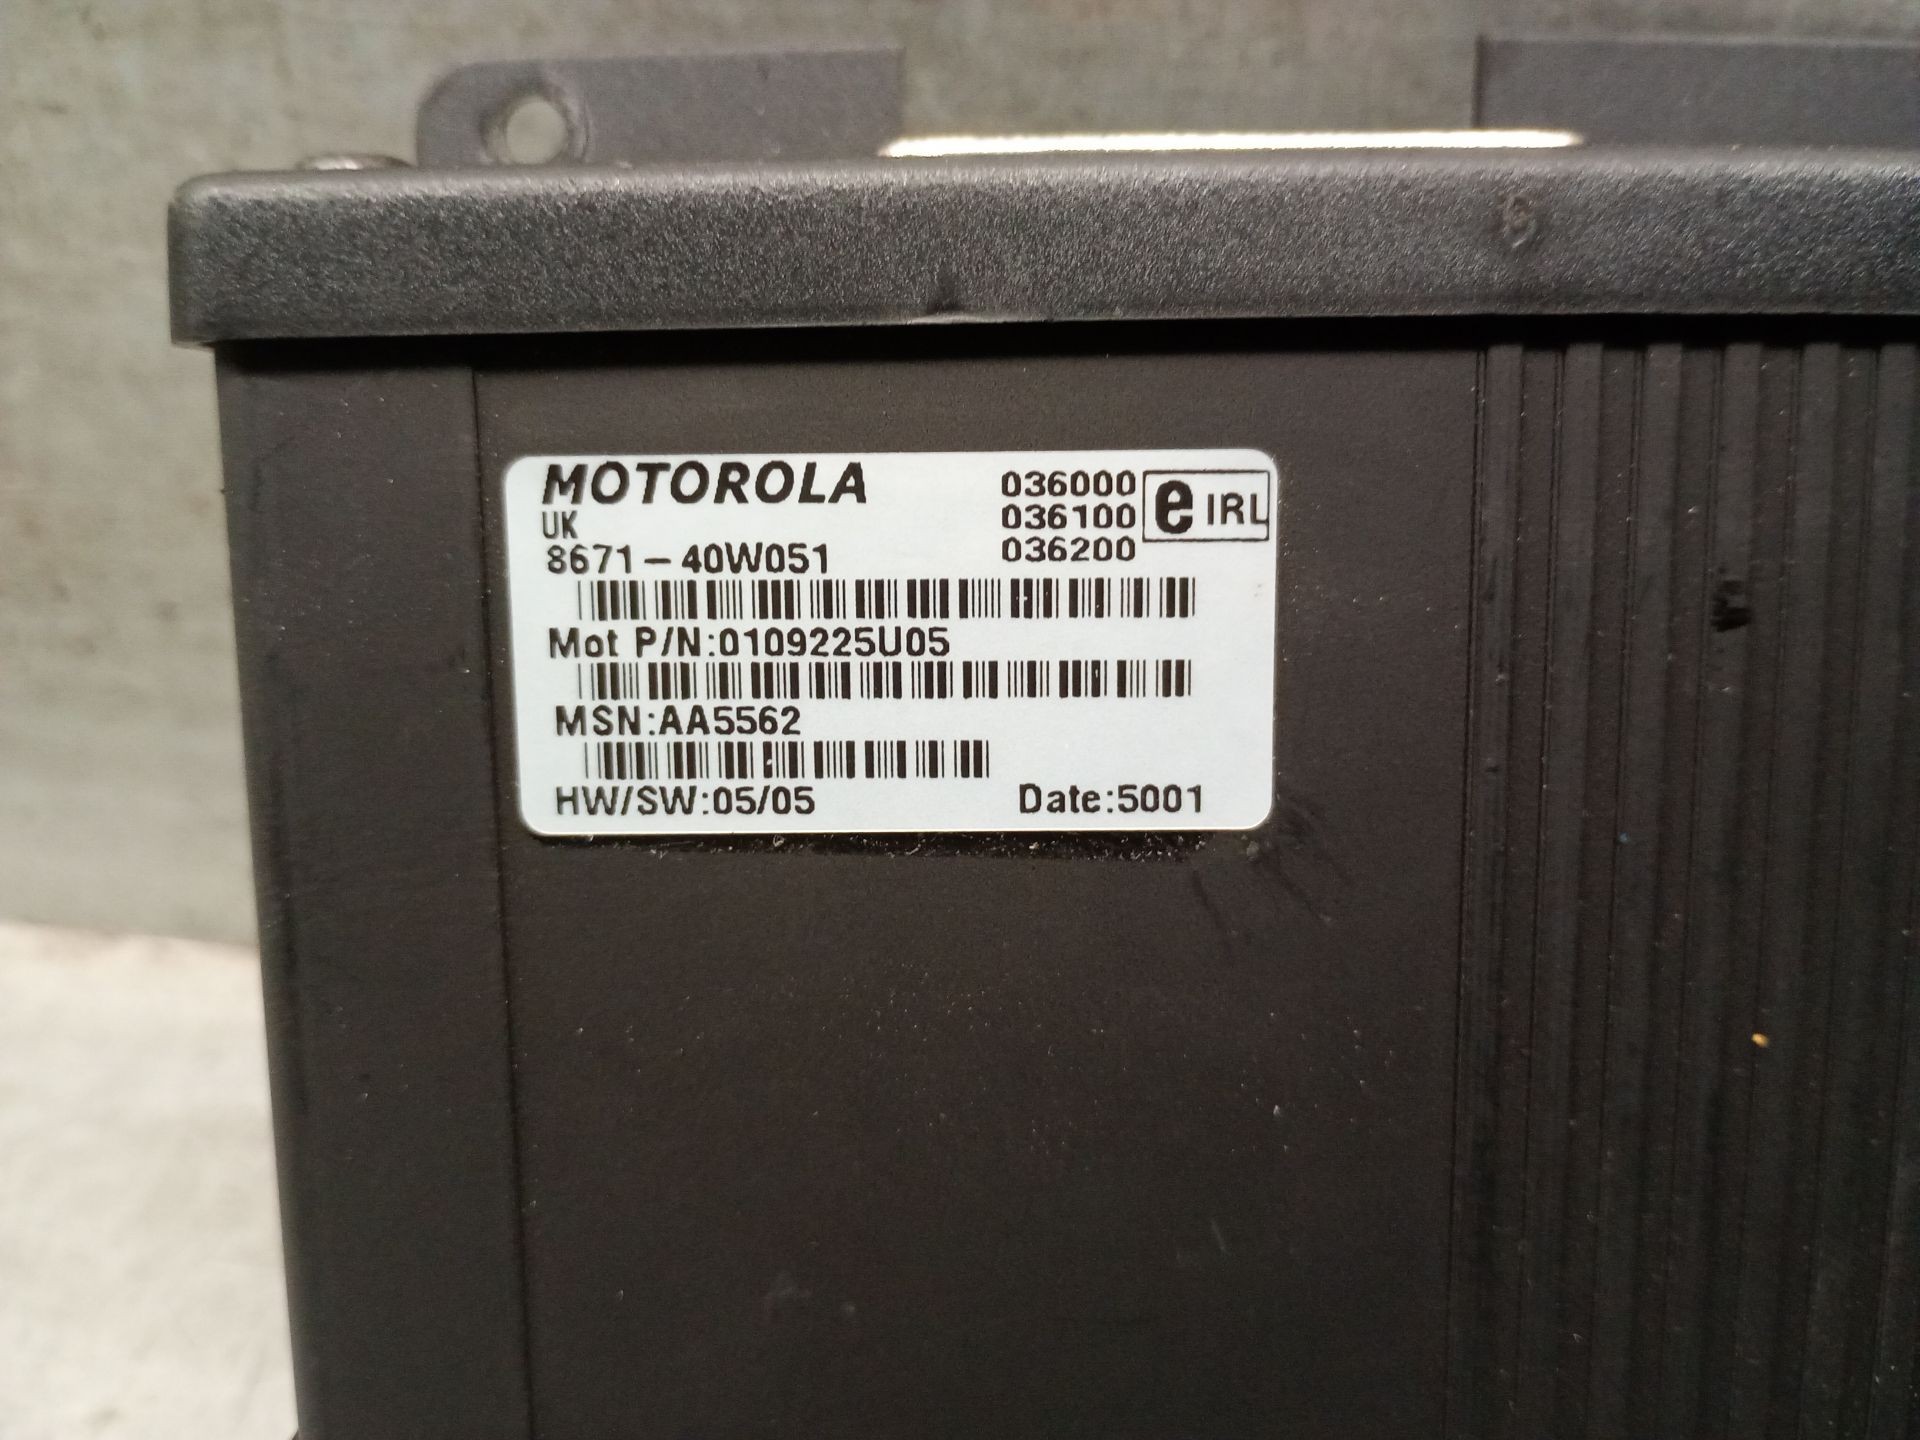 MOTOROLA
UK
8671-40W051
036000
036100
036200
e IRL
Mot P/N:0109225U05
MSN:AA5562
HW/SW:05/05
Date:5001